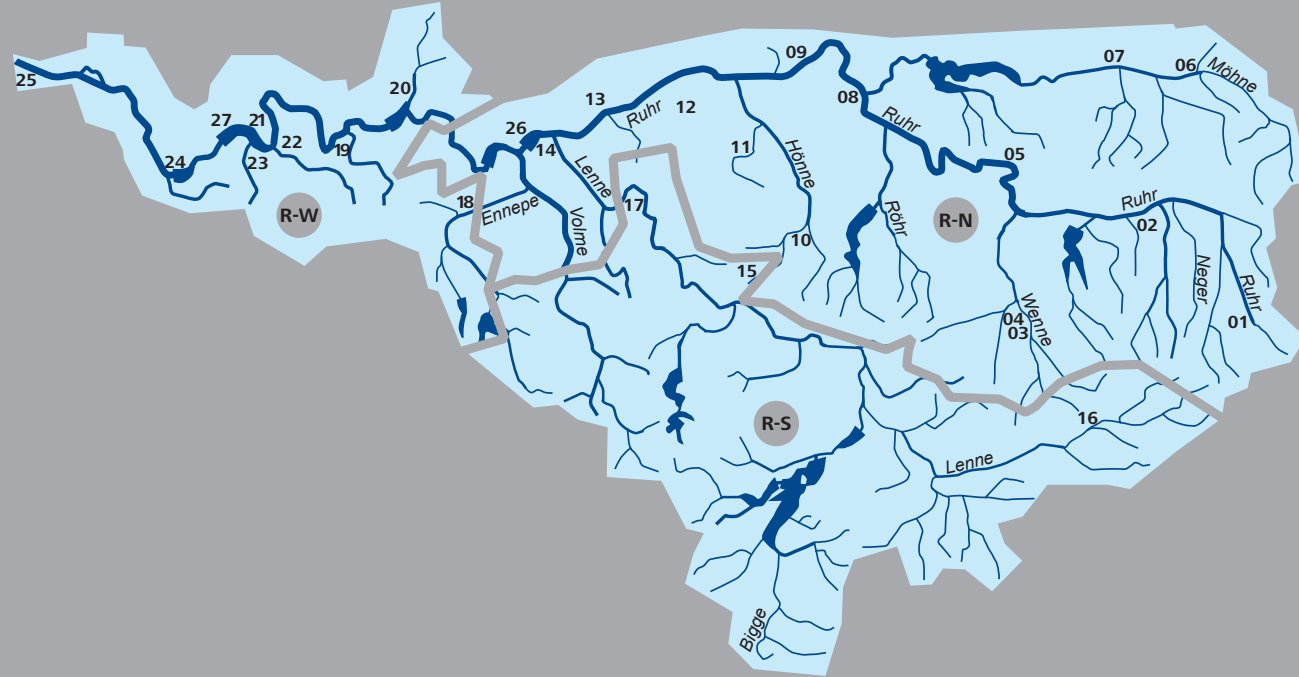 07
09
06
Möhne
25
20
08
13
12
Ruhr
Ruhr
27
21
26
22
19
14
11
05
24
23
Hönne
Lenne
R-W
18
Ennepe
17
Volme
Röhr
R-N
Ruhr
02
10
15
Neger
Ruhr
01
04
03
Wenne
R-S
16
Lenne
Bigge